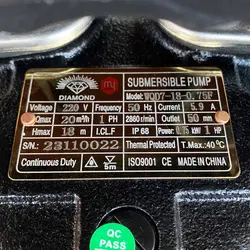 DIAMOND
mj
SUBMERSIBLE PUMP
Model WQD7-18-0.75F
Voltage 220 V Frequency 50 Hz Current 5.9 A
Qmax 20 m³/h 1 PH 2860 r/min Outlet 50 mm
Hmax 18 m I.CL.F IP 68 Power 0.75 kW 1 HP
S/N.: 23110022 Thermal Protected T.Max:40°C
Continuous Duty 5m ISO9001 CE MADE IN CHINA
QC
PASS